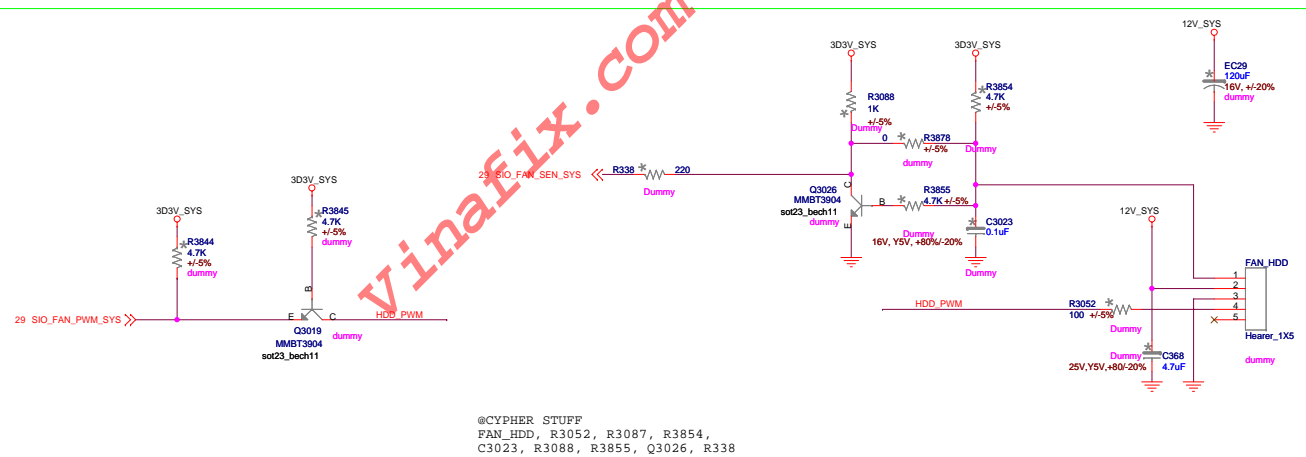 12V_SYS
EC29
120uF
16V, +/-20%
dummy
3D3V_SYS
3D3V_SYS
R3088
1K
+/-5%
Dummy
R3854
4.7K
+/-5%
Dummy
0
R3878
+/-5%
dummy
29 SIO_FAN_SEN_SYS
R338
220
Dummy
Q3026
MMBT3904
sot23_bech11
dummy
C
B
E
R3855
4.7K +/-5%
Dummy
C3023
0.1uF
16V, Y5V, +80%/-20%
Dummy
3D3V_SYS
R3845
4.7K
+/-5%
dummy
3D3V_SYS
R3844
4.7K
+/-5%
dummy
B
E
C
29 SIO_FAN_PWM_SYS
HDD_PWM
Q3019
MMBT3904
sot23_bech11
dummy
12V_SYS
FAN_HDD
1
2
3
4
5
Hearer_1X5
dummy
HDD_PWM
R3052
100 +/-5%
Dummy
Dummy
C368
25V,Y5V,+80/-20%
4.7uF
vinafix.com
@CYPHER STUFF
FAN_HDD, R3052, R3087, R3854,
C3023, R3088, R3855, Q3026, R338